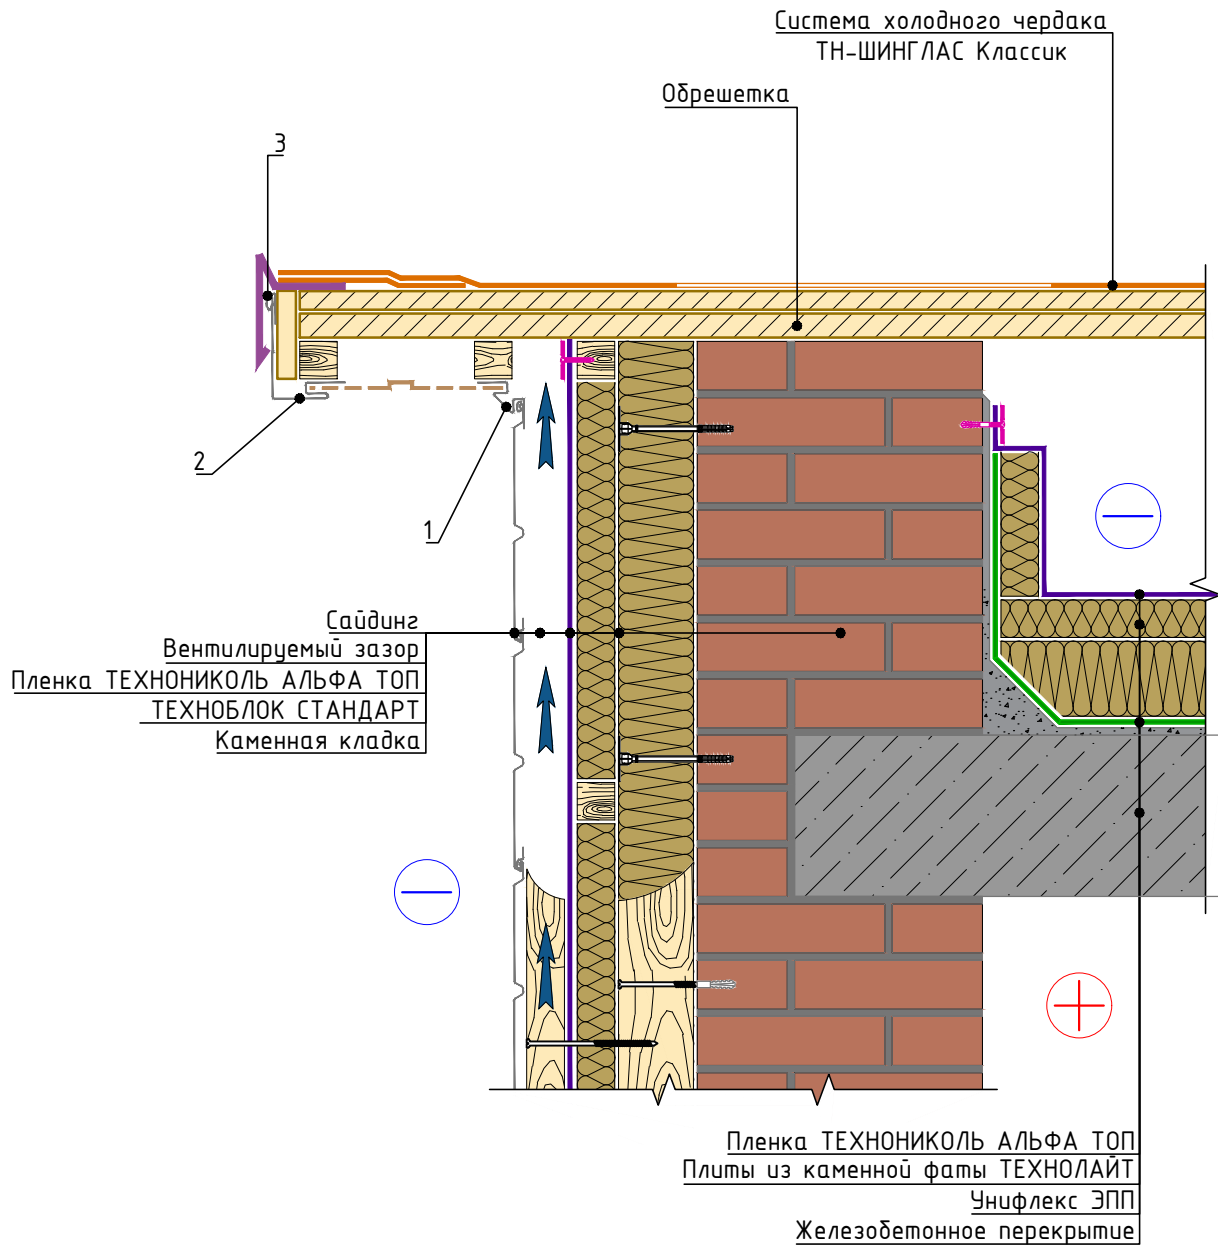 Система холодного чердака
ТН-ШИНГЛАС Классик
Обрешетка
3
2
1
Сайдинг
Вентилируемый зазор
Пленка ТЕХНОНИКОЛЬ АЛЬФА ТОП
ТЕХНОБЛОК СТАНДАРТ
Каменная кладка
Пленка ТЕХНОНИКОЛЬ АЛЬФА ТОП
Плиты из каменной фаты ТЕХНОЛАЙТ
Унифлекс ЭПП
Железобетонное перекрытие